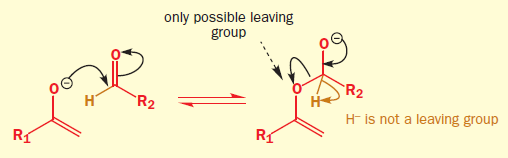 only possible leaving
group
O ⊖
O
H
R2
R1
O ⊖
O
H
R2
R1
H– is not a leaving group